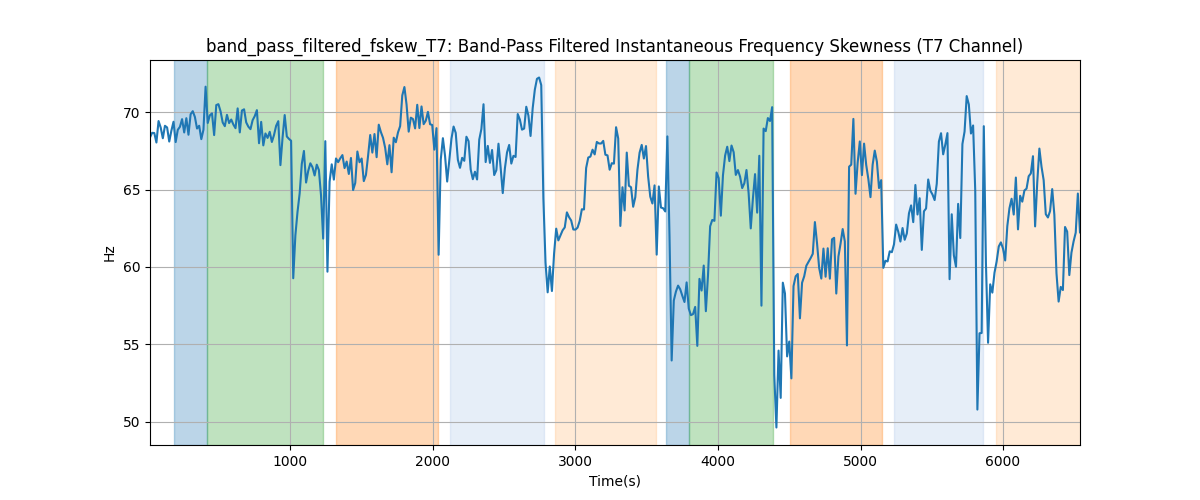 band_pass_filtered_fskew_T7: Band-Pass Filtered Instantaneous Frequency Skewness (T7 Channel)
Hz
70
65
60
55
50
1000 2000 3000 4000 5000 6000
Time(s)